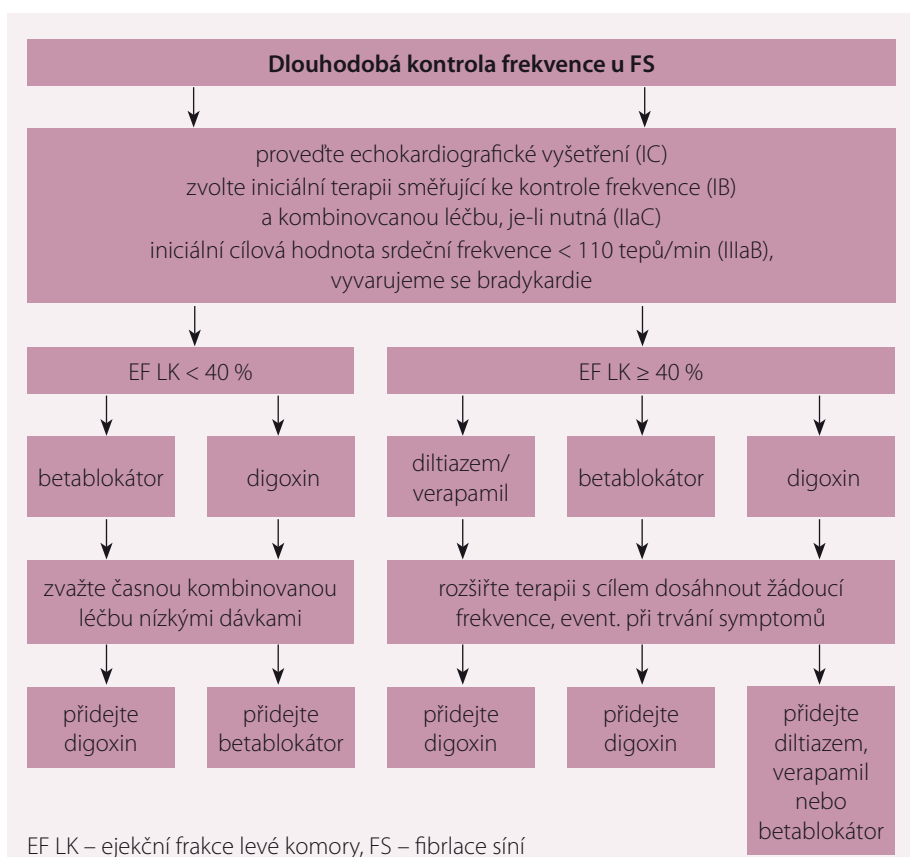 Dlouhodobá kontrola frekvence u FS
proveďte echokardiografické vyšetření (IC)
zvolte iniciální terapii směřující ke kontrole frekvence (IB)
a kombinovcanou léčbu, je-li nutná (IIaC)
iniciální cílová hodnota srdeční frekvence < 110 tepů/min (IIIaB),
vyvarujeme se bradykardie
EF LK < 40 %
EF LK ≥ 40 %
betablokátor
digoxin
diltiazem/
verapamil
betablokátor
digoxin
zvažte časnou kombinovanou
léčbu nízkými dávkami
rozšiřte terapii s cílem dosáhnout žádoucí
frekvence, event. při trvání symptomů
přidejte
digoxin
přidejte
betablokátor
přidejte
digoxin
přidejte
digoxin
přidejte
diltiazem,
verapamil
nebo
betablokátor
EF LK – ejekční frakce levé komory, FS – fibrlace síní